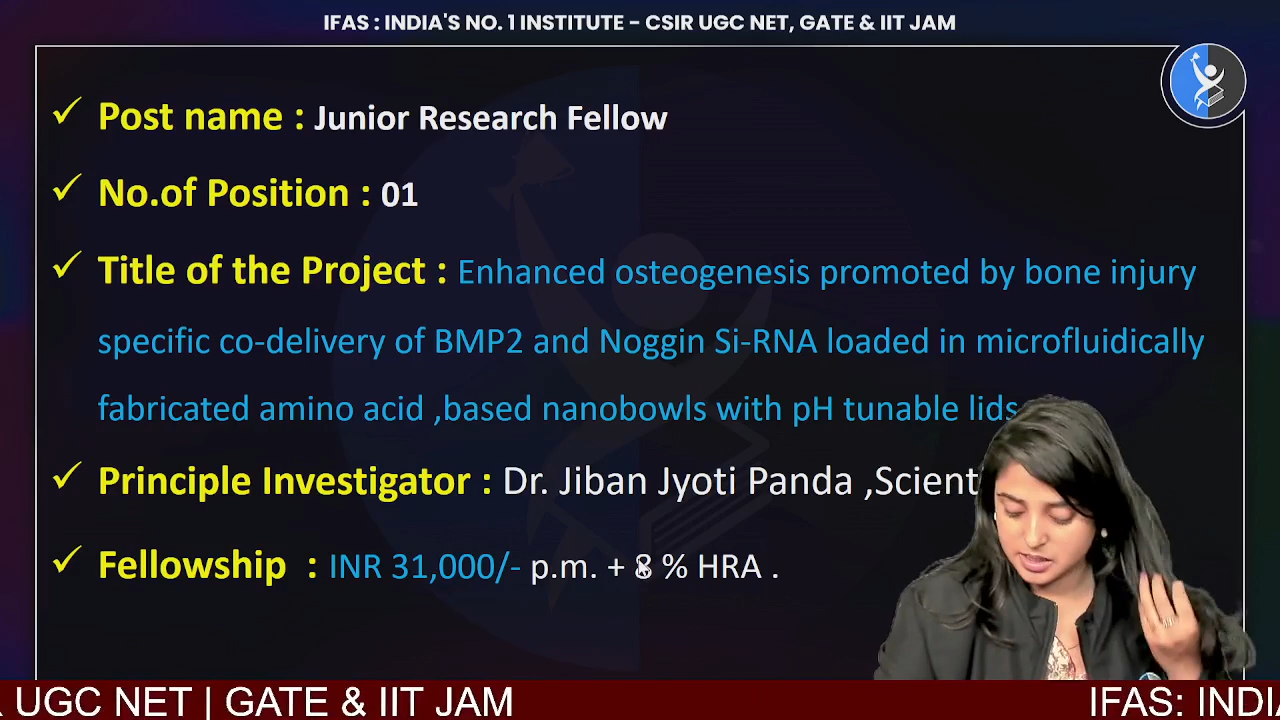 IFAS : INDIA'S NO. 1 INSTITUTE - CSIR UGC NET, GATE & IIT JAM
✓ Post name : Junior Research Fellow
✓ No.of Position : 01
✓ Title of the Project : Enhanced osteogenesis promoted by bone injury
specific co-delivery of BMP2 and Noggin Si-RNA loaded in microfluidically
fabricated amino acid ,based nanobowls with pH tunable lids
✓ Principle Investigator : Dr. Jiban Jyoti Panda ,Scient
✓ Fellowship : INR 31,000/- p.m. + 8 % HRA .
UGC NET | GATE & IIT JAM IFAS: INDIA